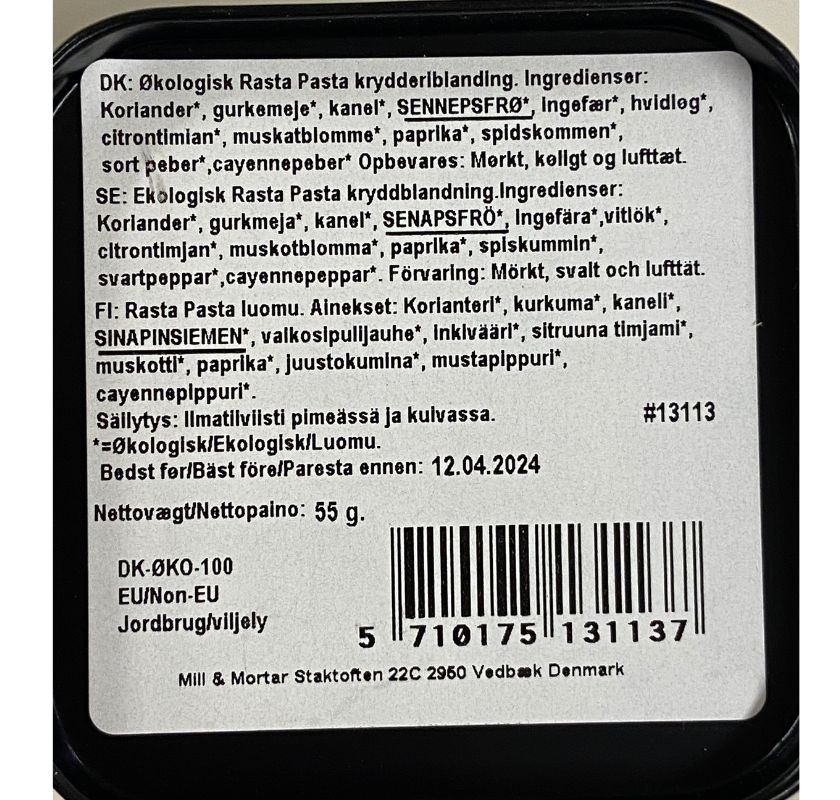 DK: Økologisk Rasta Pasta krydderiblanding. Ingredienser:
Koriander*, gurkemeje*, kanel*, SENNEPSFRØ*, ingefær*, hvidløg*,
citrontimian*, muskatblomme*, paprika*, spidskommen*,
sort peber*,cayennepeber* Opbevares: Mørkt, køligt og lufttæt.
SE: Ekologisk Rasta Pasta kryddblandning.Ingredienser:
Koriander*, gurkmeja*, kanel*, SENAPSFRÖ*, Ingefära*,vitlök*,
citrontimjan*, muskotblomma*, paprika*, spiskummin*,
svartpeppar*,cayennepeppar*. Förvaring: Mörkt, svalt och lufttät.
FI: Rasta Pasta luomu. Ainekset: Korianteri*, kurkuma*, kaneli*,
SINAPINSIEMEN*, valkosipulijauhe*, inkivääri*, sitruuna timjami*,
muskotti*, paprika*, juustokumina*, mustapippuri*,
cayennepippuri*.
Säilytys: Ilmatiiviisti pimeässä ja kuivassa. #13113
*=Økologisk/Ekologisk/Luomu.
Bedst før/Bäst före/Parasta ennen: 12.04.2024
Nettovægt/Nettopaino: 55 g.
DK-ØKO-100
EU/Non-EU
Jordbrug/viljely
5 710175 131137
Mill & Mortar Staktoften 22C 2950 Vedbæk Denmark